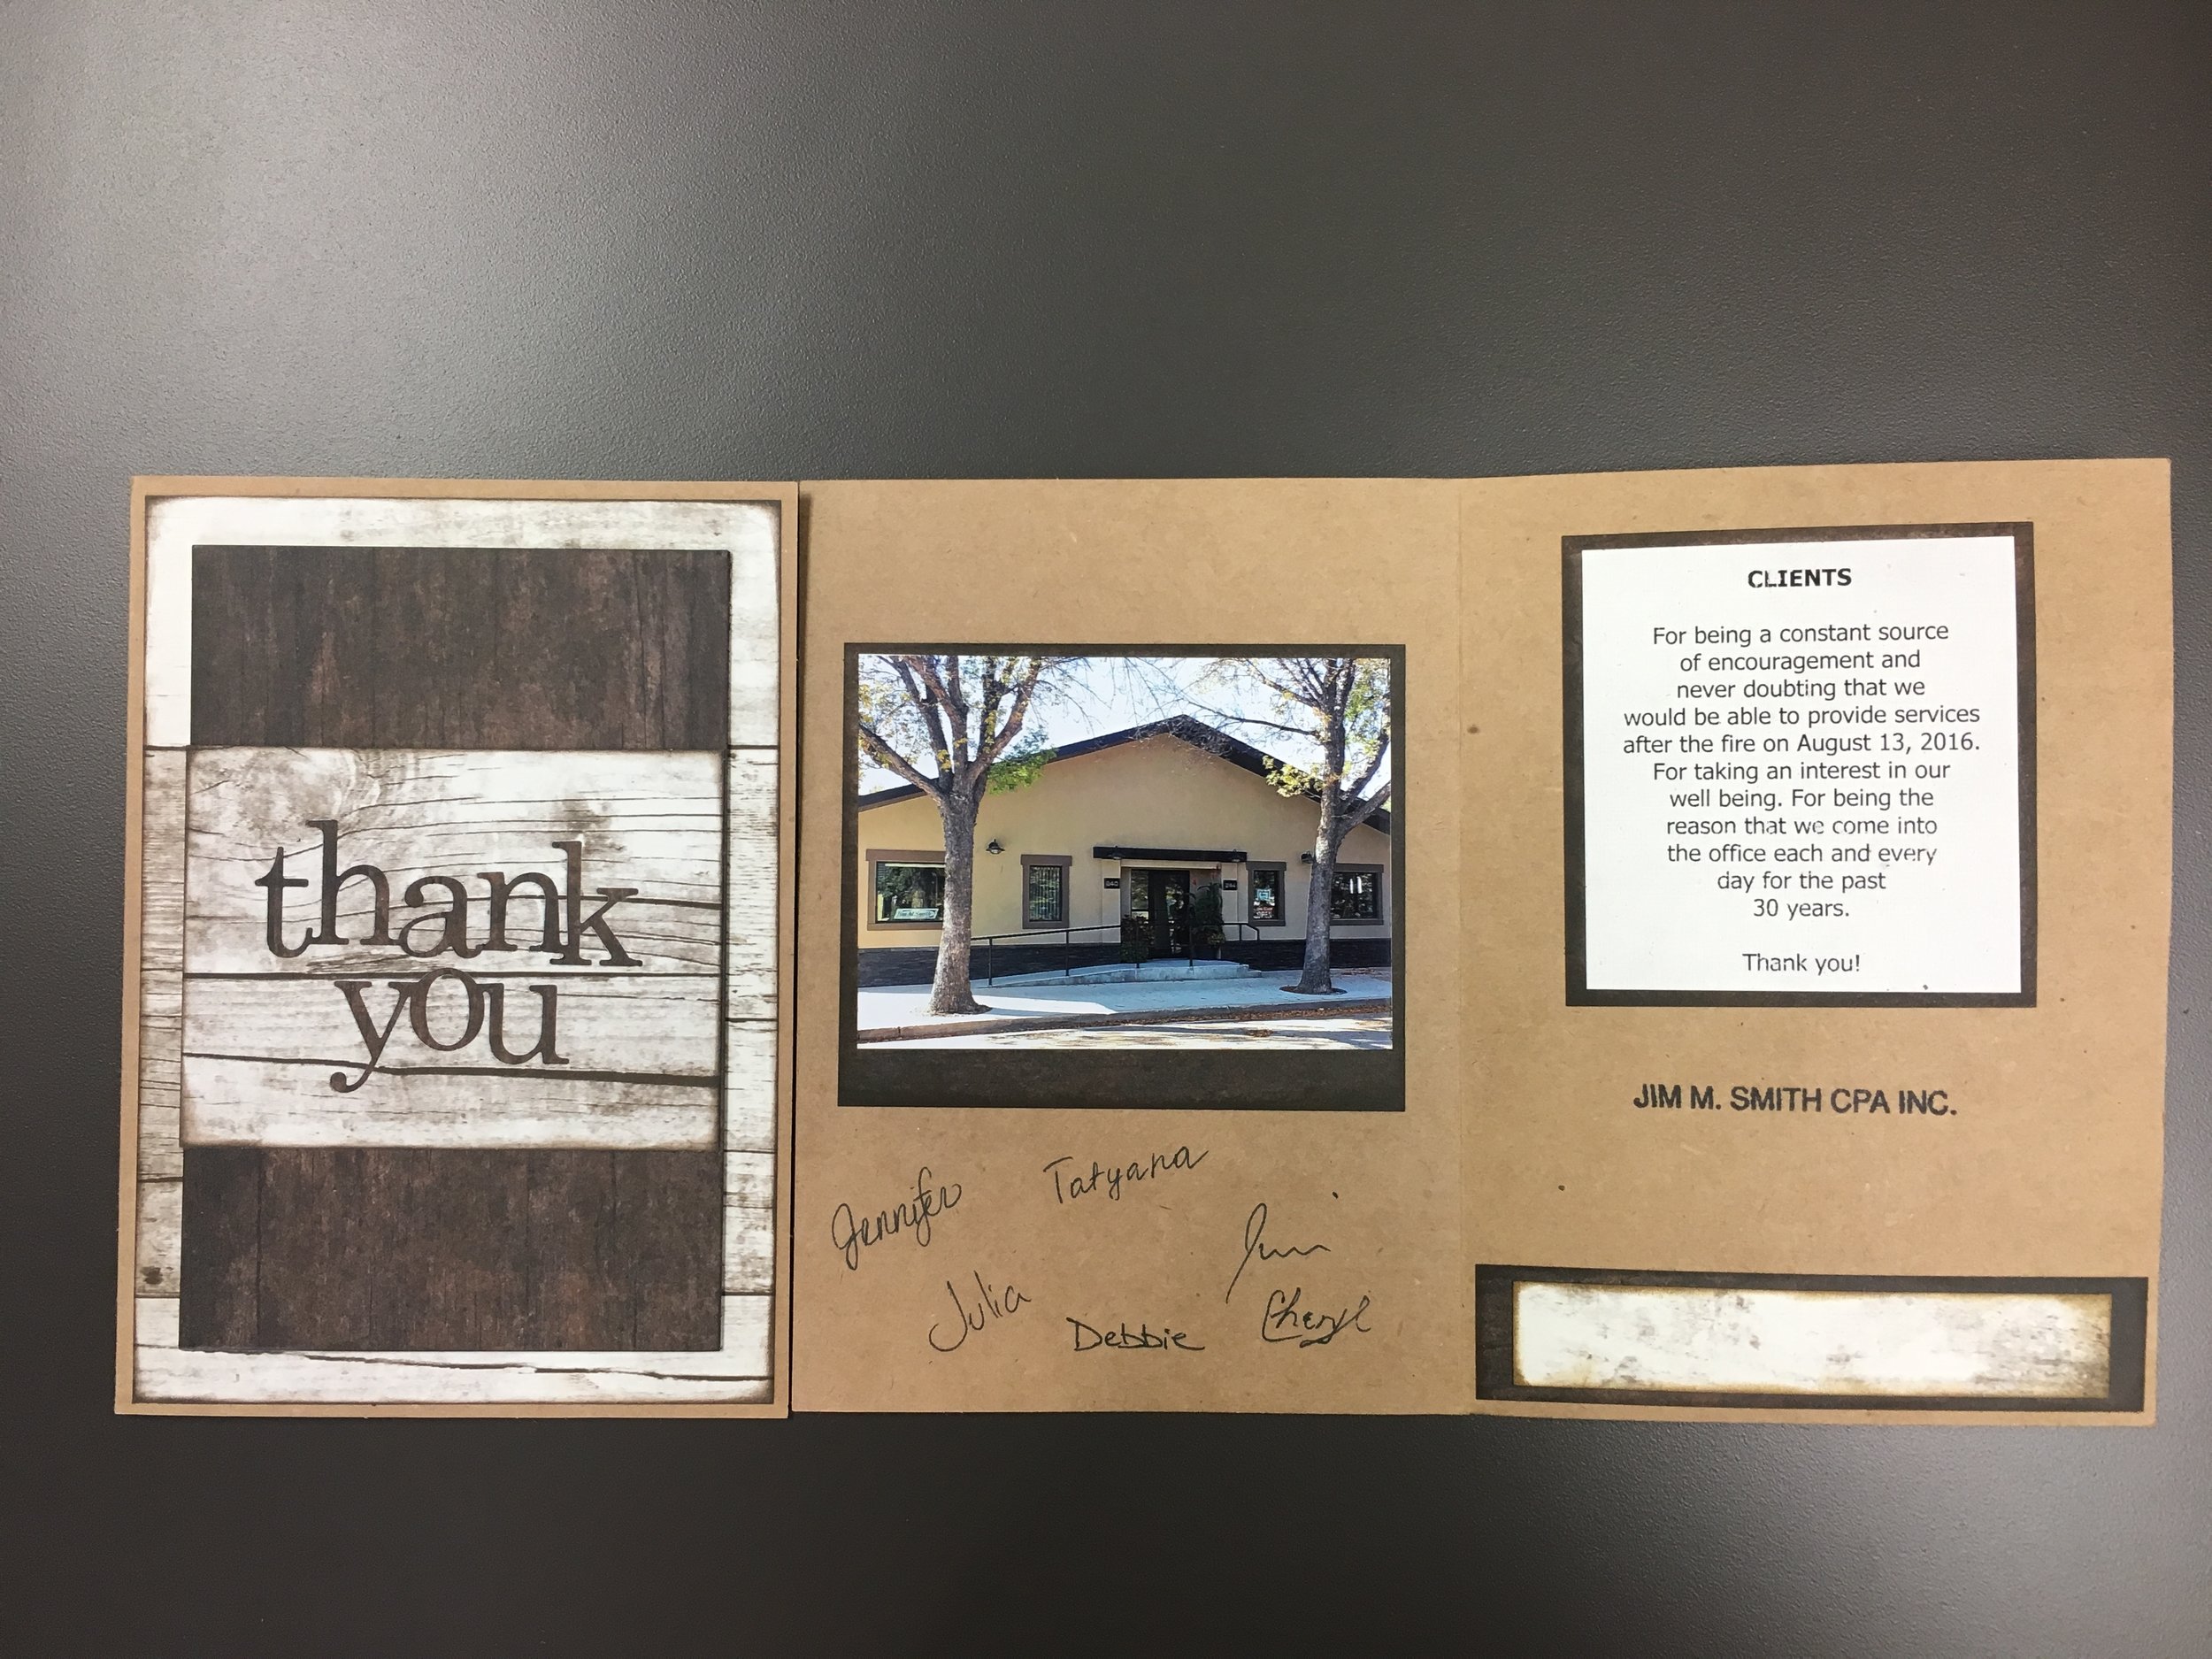 thank
you
Jennifer
Tatyana
Jim
Julia
Debbie
Cheryl
CLIENTS
For being a constant source
of encouragement and
never doubting that we
would be able to provide services
after the fire on August 13, 2016.
For taking an interest in our
well being. For being the
reason that we come into
the office each and every
day for the past
30 years.
Thank you!
JIM M. SMITH CPA INC.